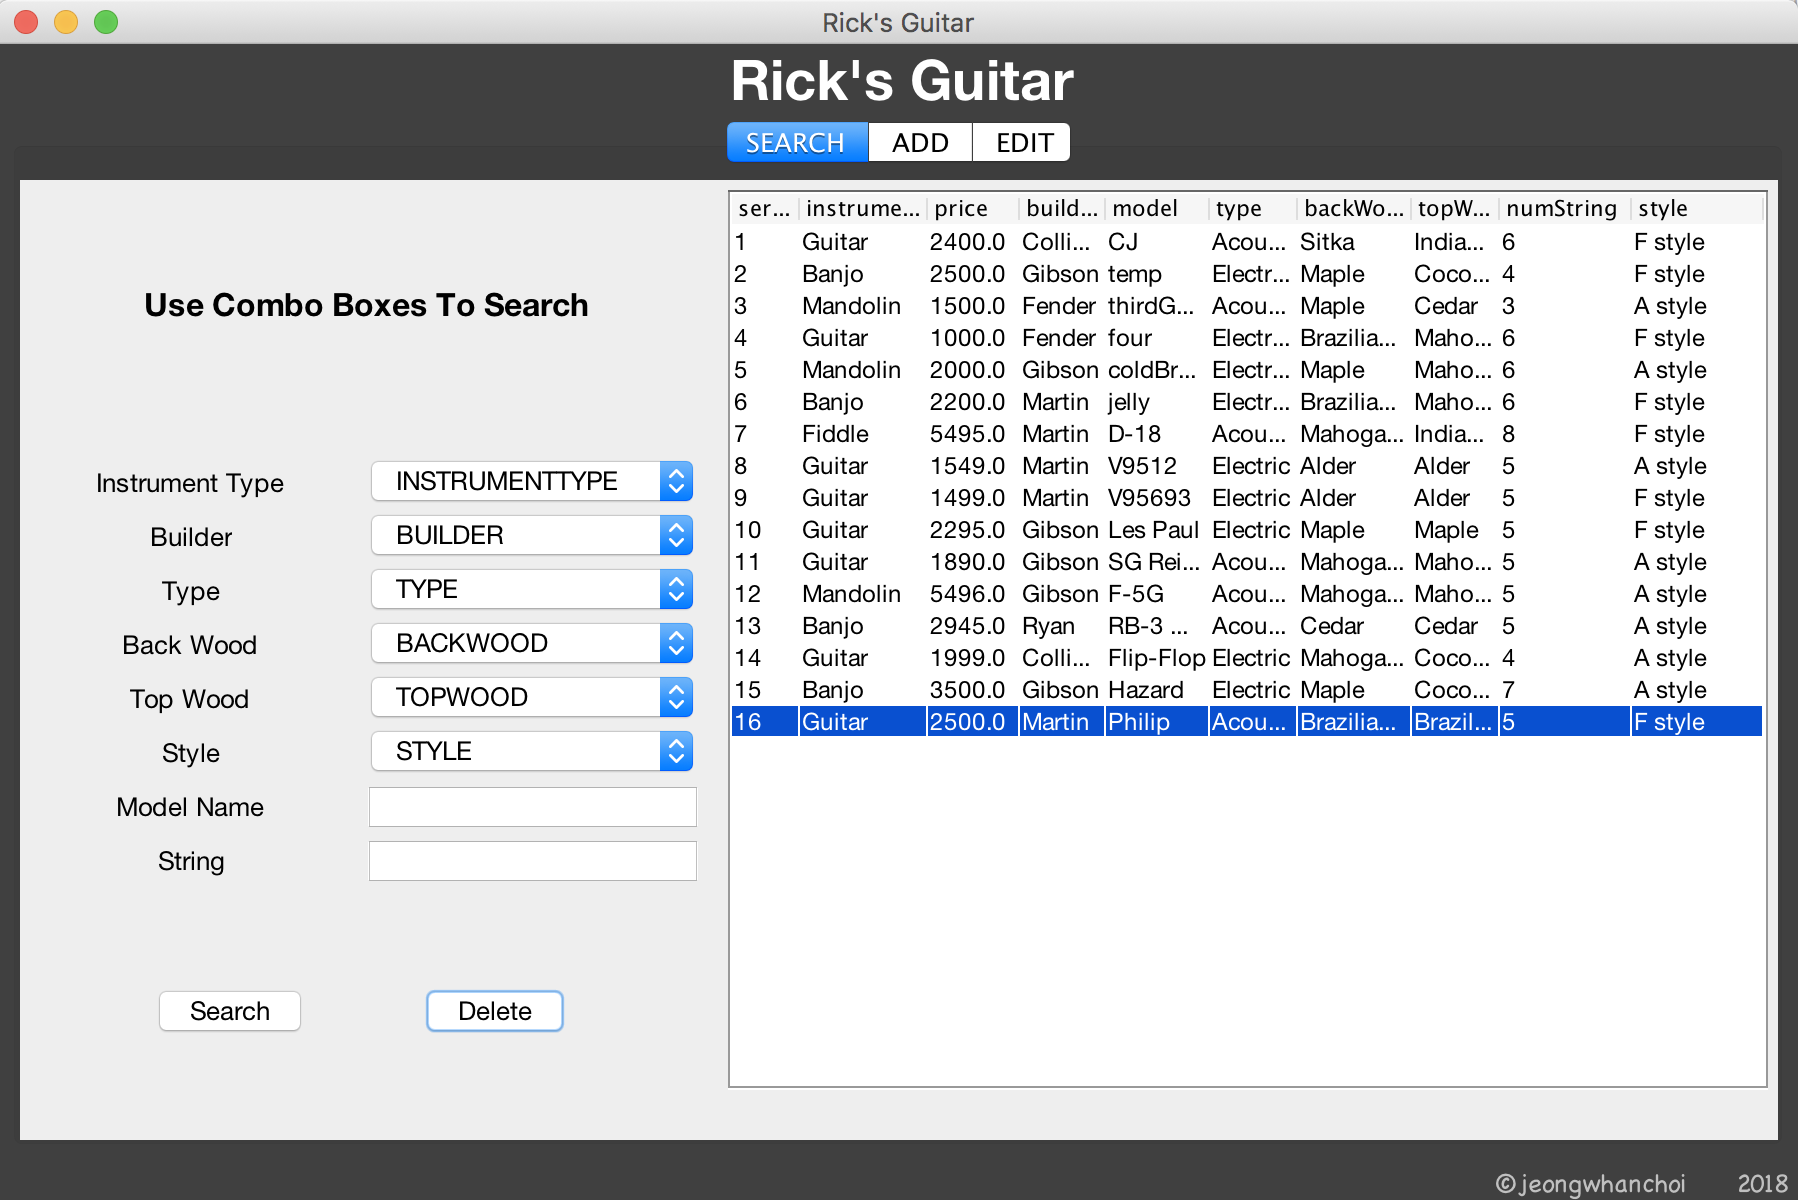 Rick's Guitar
Rick's Guitar
SEARCH ADD EDIT
Use Combo Boxes To Search
Instrument Type INSTRUMENTTYPE
Builder BUILDER
Type TYPE
Back Wood BACKWOOD
Top Wood TOPWOOD
Style STYLE
Model Name
String
Search Delete
ser... instrume... price build... model type backWo... topW... numString style
1 Guitar 2400.0 Colli... CJ Acou... Sitka India... 6 F style
2 Banjo 2500.0 Gibson temp Electr... Maple Coco... 4 F style
3 Mandolin 1500.0 Fender thirdG... Acou... Maple Cedar 3 A style
4 Guitar 1000.0 Fender four Electr... Brazilia... Maho... 6 F style
5 Mandolin 2000.0 Gibson coldBr... Electr... Maple Maho... 6 A style
6 Banjo 2200.0 Martin jelly Electr... Brazilia... Maho... 6 F style
7 Fiddle 5495.0 Martin D-18 Acou... Mahoga... India... 8 F style
8 Guitar 1549.0 Martin V9512 Electric Alder Alder 5 A style
9 Guitar 1499.0 Martin V95693 Electric Alder Alder 5 F style
10 Guitar 2295.0 Gibson Les Paul Electric Maple Maple 5 F style
11 Guitar 1890.0 Gibson SG Rei... Acou... Mahoga... Maho... 5 A style
12 Mandolin 5496.0 Gibson F-5G Acou... Mahoga... Maho... 5 A style
13 Banjo 2945.0 Ryan RB-3 ... Acou... Cedar Cedar 5 A style
14 Guitar 1999.0 Colli... Flip-Flop Electric Mahoga... Coco... 4 A style
15 Banjo 3500.0 Gibson Hazard Electric Maple Coco... 7 A style
16 Guitar 2500.0 Martin Philip Acou... Brazilia... Brazil... 5 F style
©jeongwhanchoi 2018